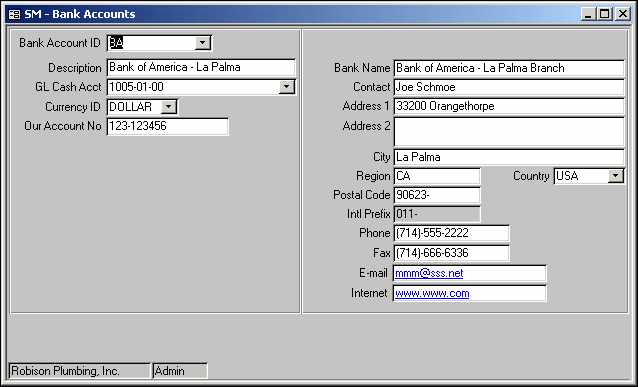 SM - Bank Accounts
Bank Account ID BA
Description Bank of America - La Palma
GL Cash Acct 1005-01-00
Currency ID DOLLAR
Our Account No 123-123456
Bank Name Bank of America - La Palma Branch
Contact Joe Schmoe
Address 1 33200 Orangethorpe
Address 2
City La Palma
Region CA Country USA
Postal Code 90623-
Intl Prefix 011-
Phone (714)-555-2222
Fax (714)-666-6336
E-mail mmm@sss.net
Internet www.www.com
Robison Plumbing, Inc. Admin